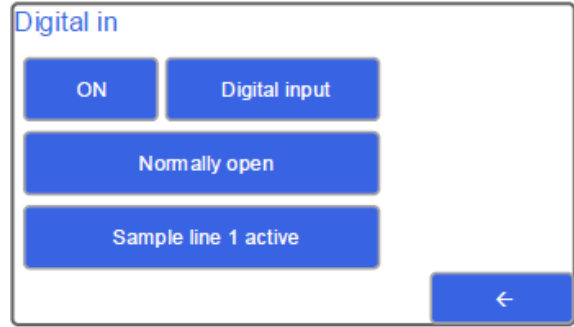 Digital in
ON
Digital input
Normally open
Sample line 1 active
←